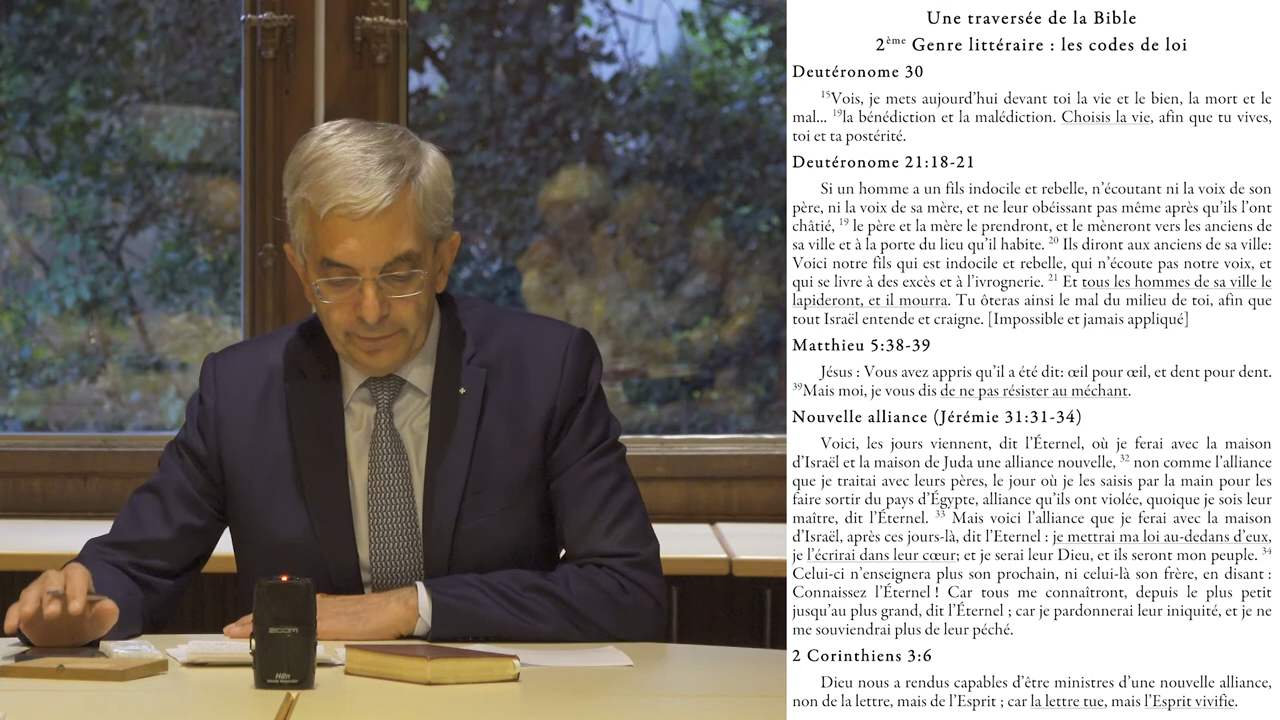 Une traversée de la Bible
2ème Genre littéraire : les codes de loi
Deutéronome 30
15Vois, je mets aujourd'hui devant toi la vie et le bien, la mort et le
mal... 19la bénédiction et la malédiction. Choisis la vie, afin que tu vives,
toi et ta postérité.
Deutéronome 21:18-21
Si un homme a un fils indocile et rebelle, n'écoutant ni la voix de son
père, ni la voix de sa mère, et ne leur obéissant pas même après qu'ils l'ont
châtié, 19 le père et la mère le prendront, et le mèneront vers les anciens de
sa ville et à la porte du lieu qu'il habite. 20 Ils diront aux anciens de sa ville:
Voici notre fils qui est indocile et rebelle, qui n'écoute pas notre voix, et
qui se livre à des excès et à l'ivrognerie. 21 Et tous les hommes de sa ville le
lapideront, et il mourra. Tu ôteras ainsi le mal du milieu de toi, afin que
tout Israël entende et craigne. [Impossible et jamais appliqué]
Matthieu 5:38-39
Jésus : Vous avez appris qu'il a été dit: œil pour œil, et dent pour dent.
39Mais moi, je vous dis de ne pas résister au méchant.
Nouvelle alliance (Jérémie 31:31-34)
Voici, les jours viennent, dit l'Éternel, où je ferai avec la maison
d'Israël et la maison de Juda une alliance nouvelle, 32 non comme l'alliance
que je traitai avec leurs pères, le jour où je les saisis par la main pour les
faire sortir du pays d'Égypte, alliance qu'ils ont violée, quoique je sois leur
maître, dit l'Éternel. 33 Mais voici l'alliance que je ferai avec la maison
d'Israël, après ces jours-là, dit l'Eternel : je mettrai ma loi au-dedans d'eux,
je l'écrirai dans leur cœur; et je serai leur Dieu, et ils seront mon peuple. 34
Celui-ci n'enseignera plus son prochain, ni celui-là son frère, en disant :
Connaissez l'Éternel ! Car tous me connaîtront, depuis le plus petit
jusqu'au plus grand, dit l'Éternel ; car je pardonnerai leur iniquité, et je ne
me souviendrai plus de leur péché.
2 Corinthiens 3:6
Dieu nous a rendus capables d'être ministres d'une nouvelle alliance,
non de la lettre, mais de l'Esprit ; car la lettre tue, mais l'Esprit vivifie.
ZOOM
H2n